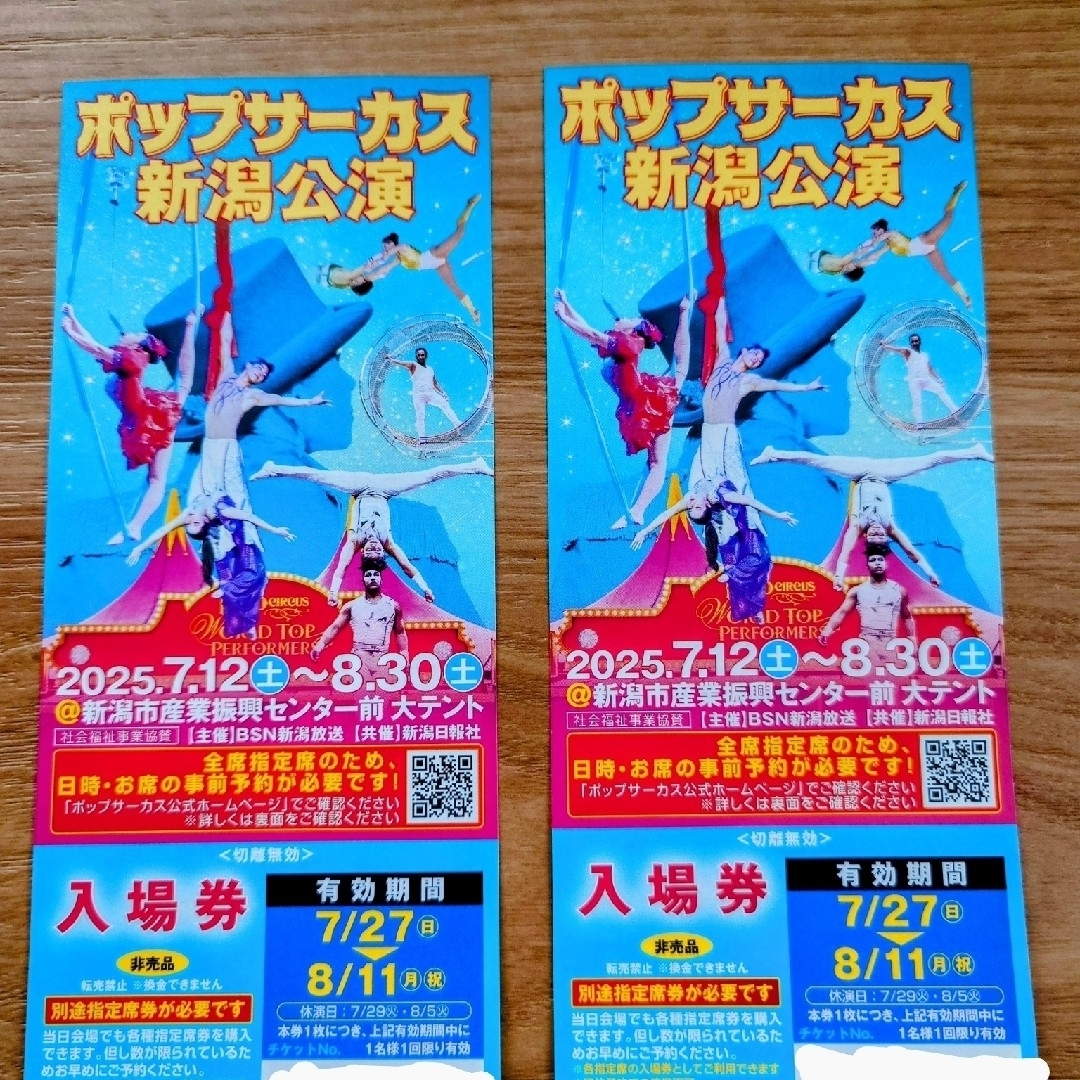 ポップサーカス
新潟公演
CIRCUS
WORLD TOP
PERFORMER
2025.7.12土～8.30土
@新潟市産業振興センター前 大テント
社会福祉事業協賛 【主催】BSN新潟放送 【共催】新潟日報社
全席指定席のため、
日時・お席の事前予約が必要です！
「ポップサーカス公式ホームページ」でご確認ください
※詳しくは裏面をご確認ください
＜切離無効＞
入場券
非売品
転売禁止 ※換金できません
別途指定席券が必要です
当日会場でも各種指定席券を購入
できます。但し数が限られているた
めお早めにご予約ください。
有効期間
7/27日
8/11月祝
休演日：7/29火・8/5火
本券1枚につき、上記有効期間中に
チケットNo. 1名様1回限り有効
ポップサーカス
新潟公演
CIRCUS
WORLD TOP
PERFORMER
2025.7.12土～8.30土
@新潟市産業振興センター前 大テント
社会福祉事業協賛 【主催】BSN新潟放送 【共催】新潟日報社
全席指定席のため、
日時・お席の事前予約が必要です！
「ポップサーカス公式ホームページ」でご確認ください
※詳しくは裏面をご確認ください
＜切離無効＞
入場券
非売品
転売禁止 ※換金できません
別途指定席券が必要です
当日会場でも各種指定席券を購入
できます。但し数が限られているた
めお早めにご予約ください。
※各指定席の入場券としてご利用できます
有効期間
7/27日
8/11月祝
休演日：7/29火・8/5火
本券1枚につき、上記有効期間中に
チケットNo. 1名様1回限り有効